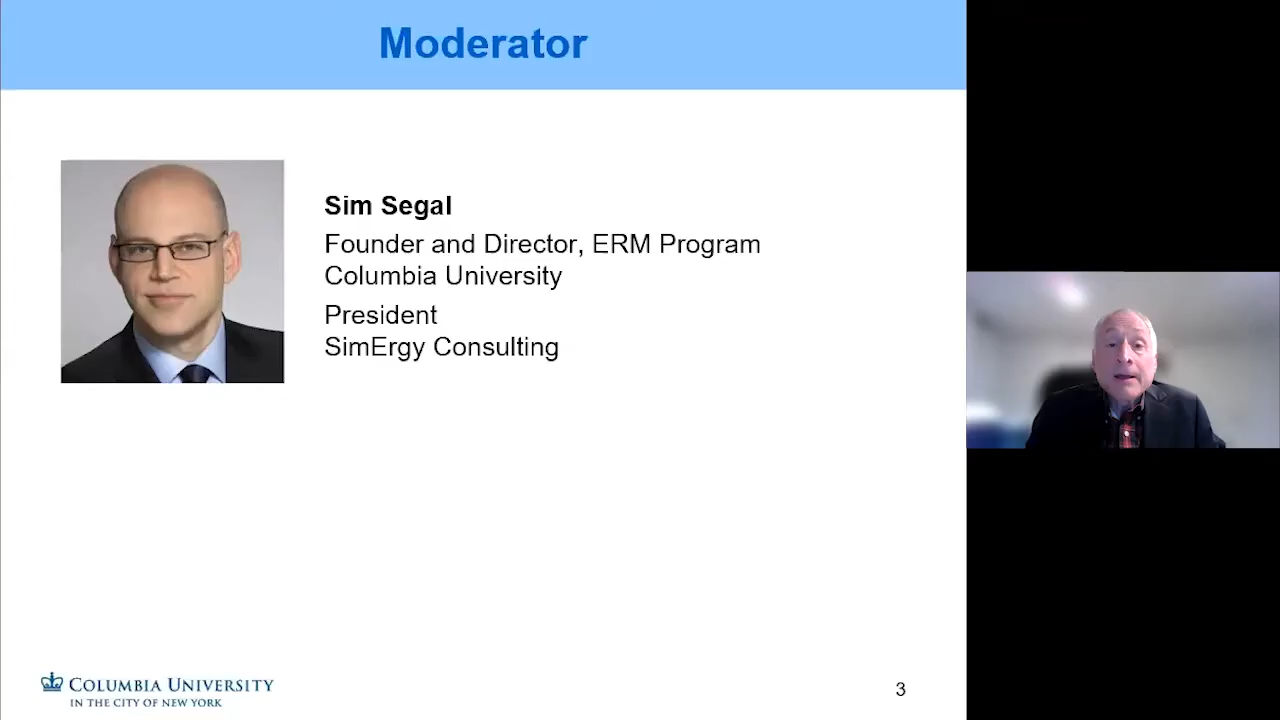 Moderator
Sim Segal
Founder and Director, ERM Program
Columbia University
President
SimErgy Consulting
COLUMBIA UNIVERSITY
IN THE CITY OF NEW YORK
3